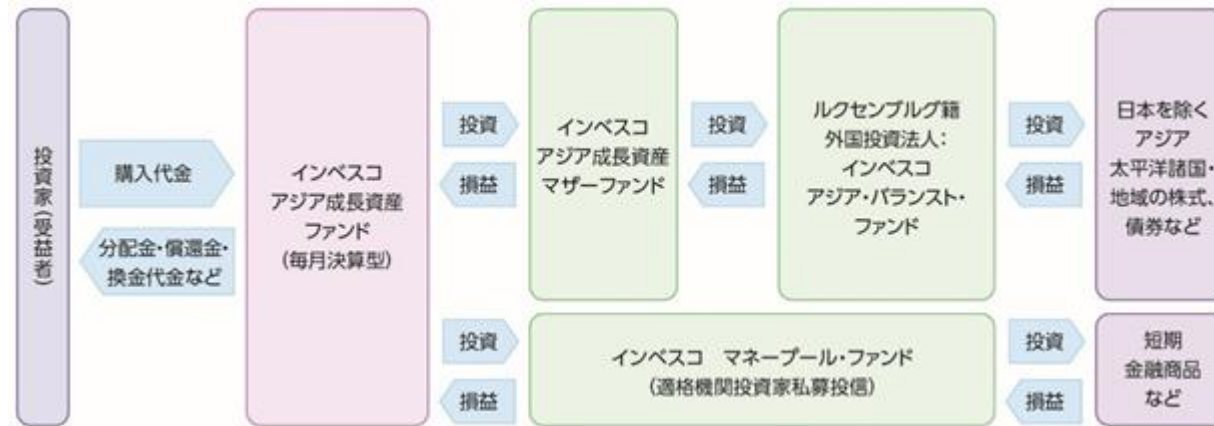 投資家(受益者)
購入代金
分配金・償還金・
換金代金など
インベスコ
アジア成長資産
ファンド
(毎月決算型)
投資
損益
インベスコ
アジア成長資産
マザーファンド
投資
損益
ルクセンブルグ籍
外国投資法人:
インベスコ
アジア・バランスト・
ファンド
投資
損益
日本を除く
アジア
太平洋諸国・
地域の株式、
債券など
投資
損益
インベスコ　マネープール・ファンド
(適格機関投資家私募投信)
投資
損益
短期
金融商品
など